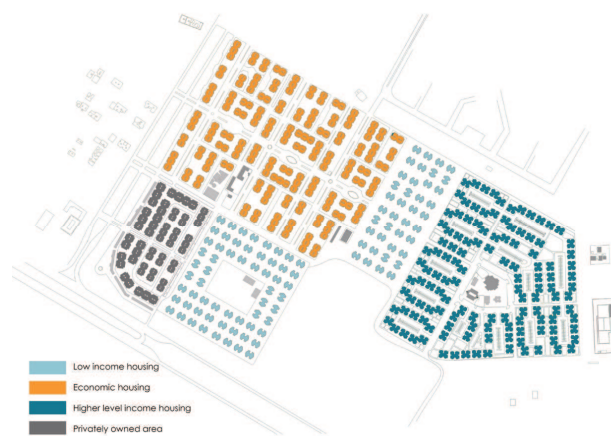 Low income housing
Economic housing
Higher level income housing
Privately owned area